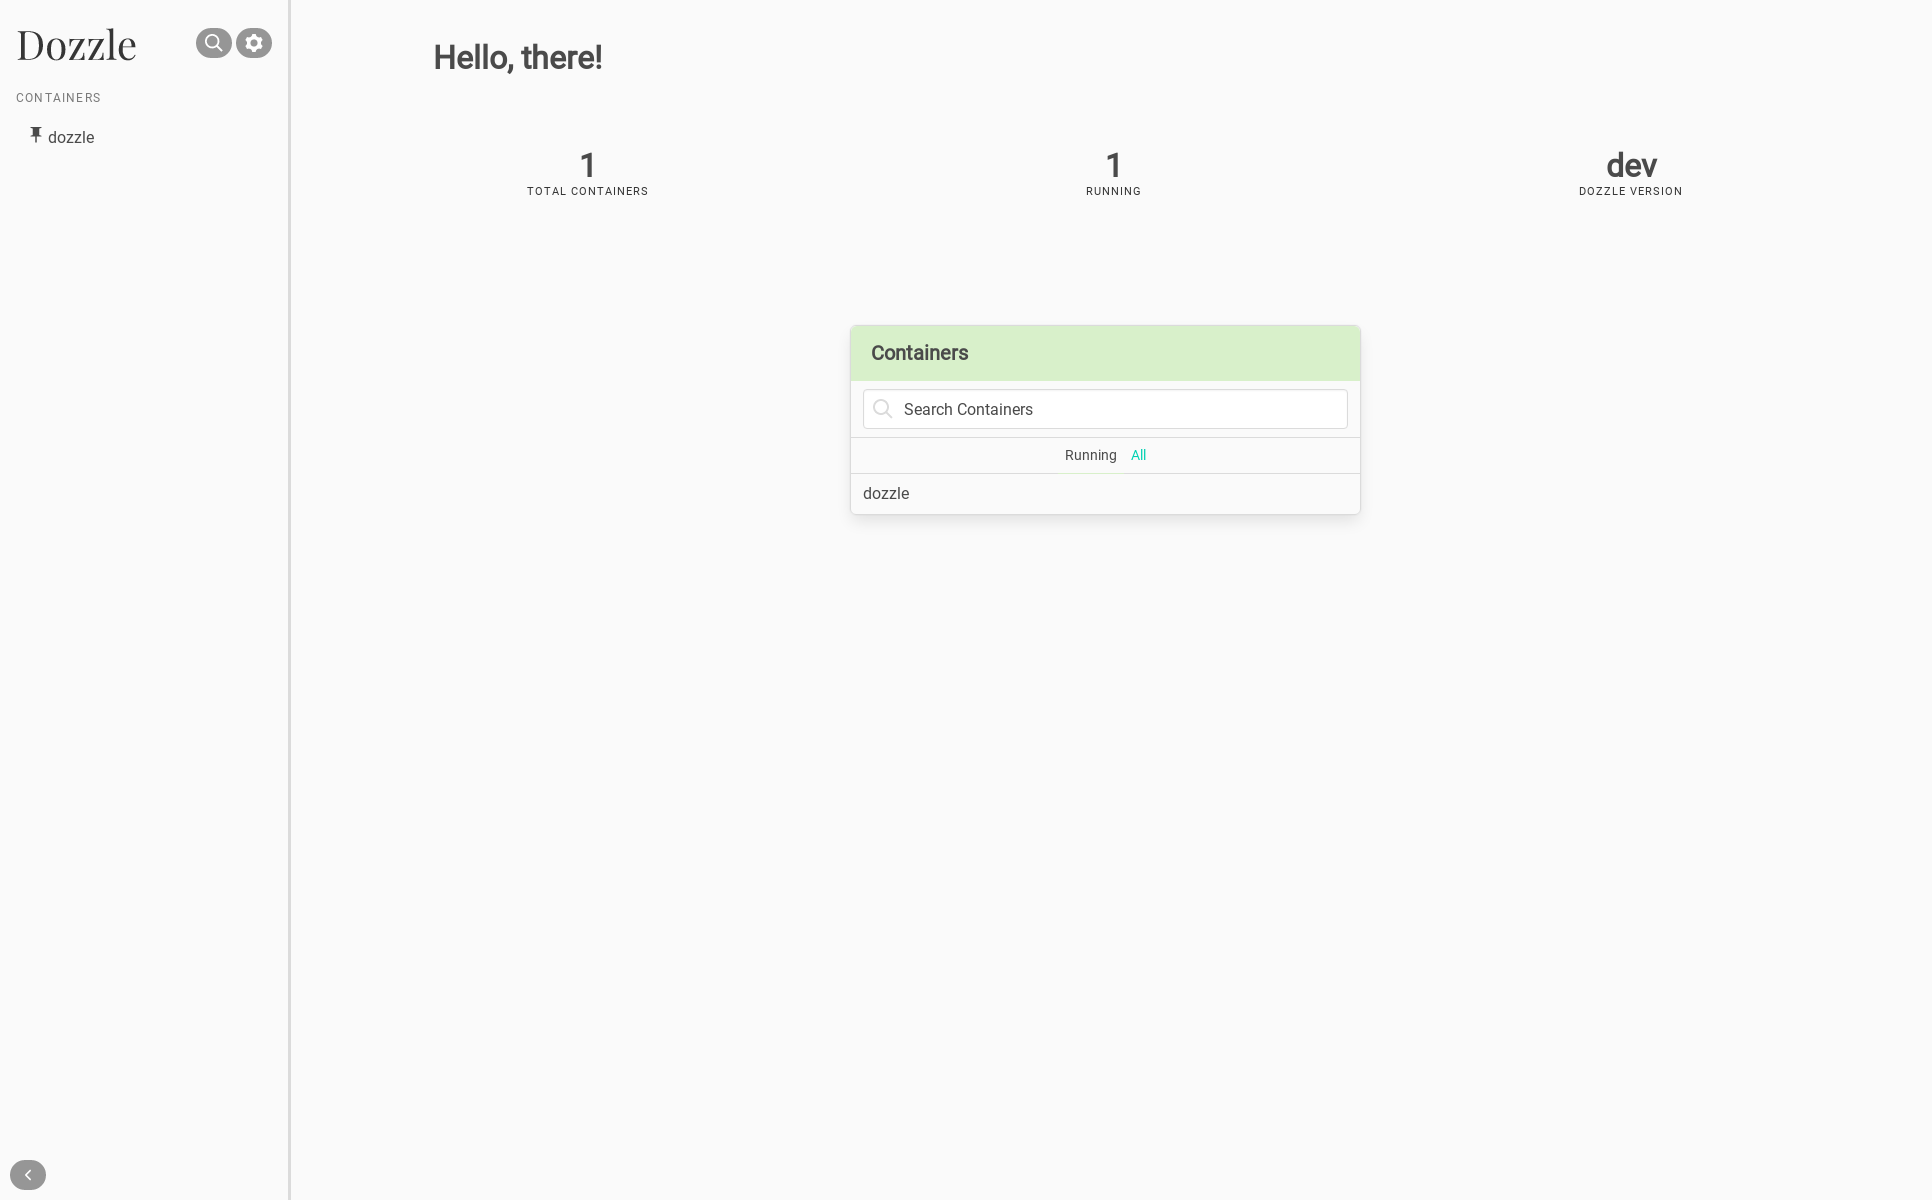 Dozzle
CONTAINERS
dozzle
Hello, there!
1
TOTAL CONTAINERS
1
RUNNING
dev
DOZZLE VERSION
Containers
Search Containers
Running All
dozzle